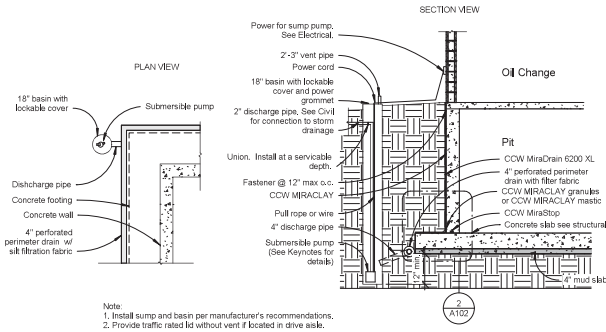 SECTION VIEW
Power for sump pump.
See Electrical.
2'-3" vent pipe
Power cord
18" basin with lockable
cover and power
grommet
2" discharge pipe, See Civil
for connection to storm
drainage
Union. Install at a servicable
depth.
Fastener @ 12" max o.c.
CCW MIRACLAY
Pull rope or wire
4" discharge pipe
Submersible pump
(See Keynotes for
details)
12" min.
Oil Change
Pit
CCW MiraDrain 6200 XL
4" perforated perimeter
drain with filter fabric
CCW MIRACLAY granules
or CCW MIRACLAY mastic
CCW MiraStop
Concrete slab see structural
4" mud slab
2
A102
PLAN VIEW
18" basin with
lockable cover
Submersible pump
Dishcharge pipe
Concrete footing
Concrete wall
4" perforated
perimeter drain w/
silt filtration fabric
Note:
1. Install sump and basin per manufacturer's recommendations.
2. Provide traffic rated lid without vent if located in drive aisle.